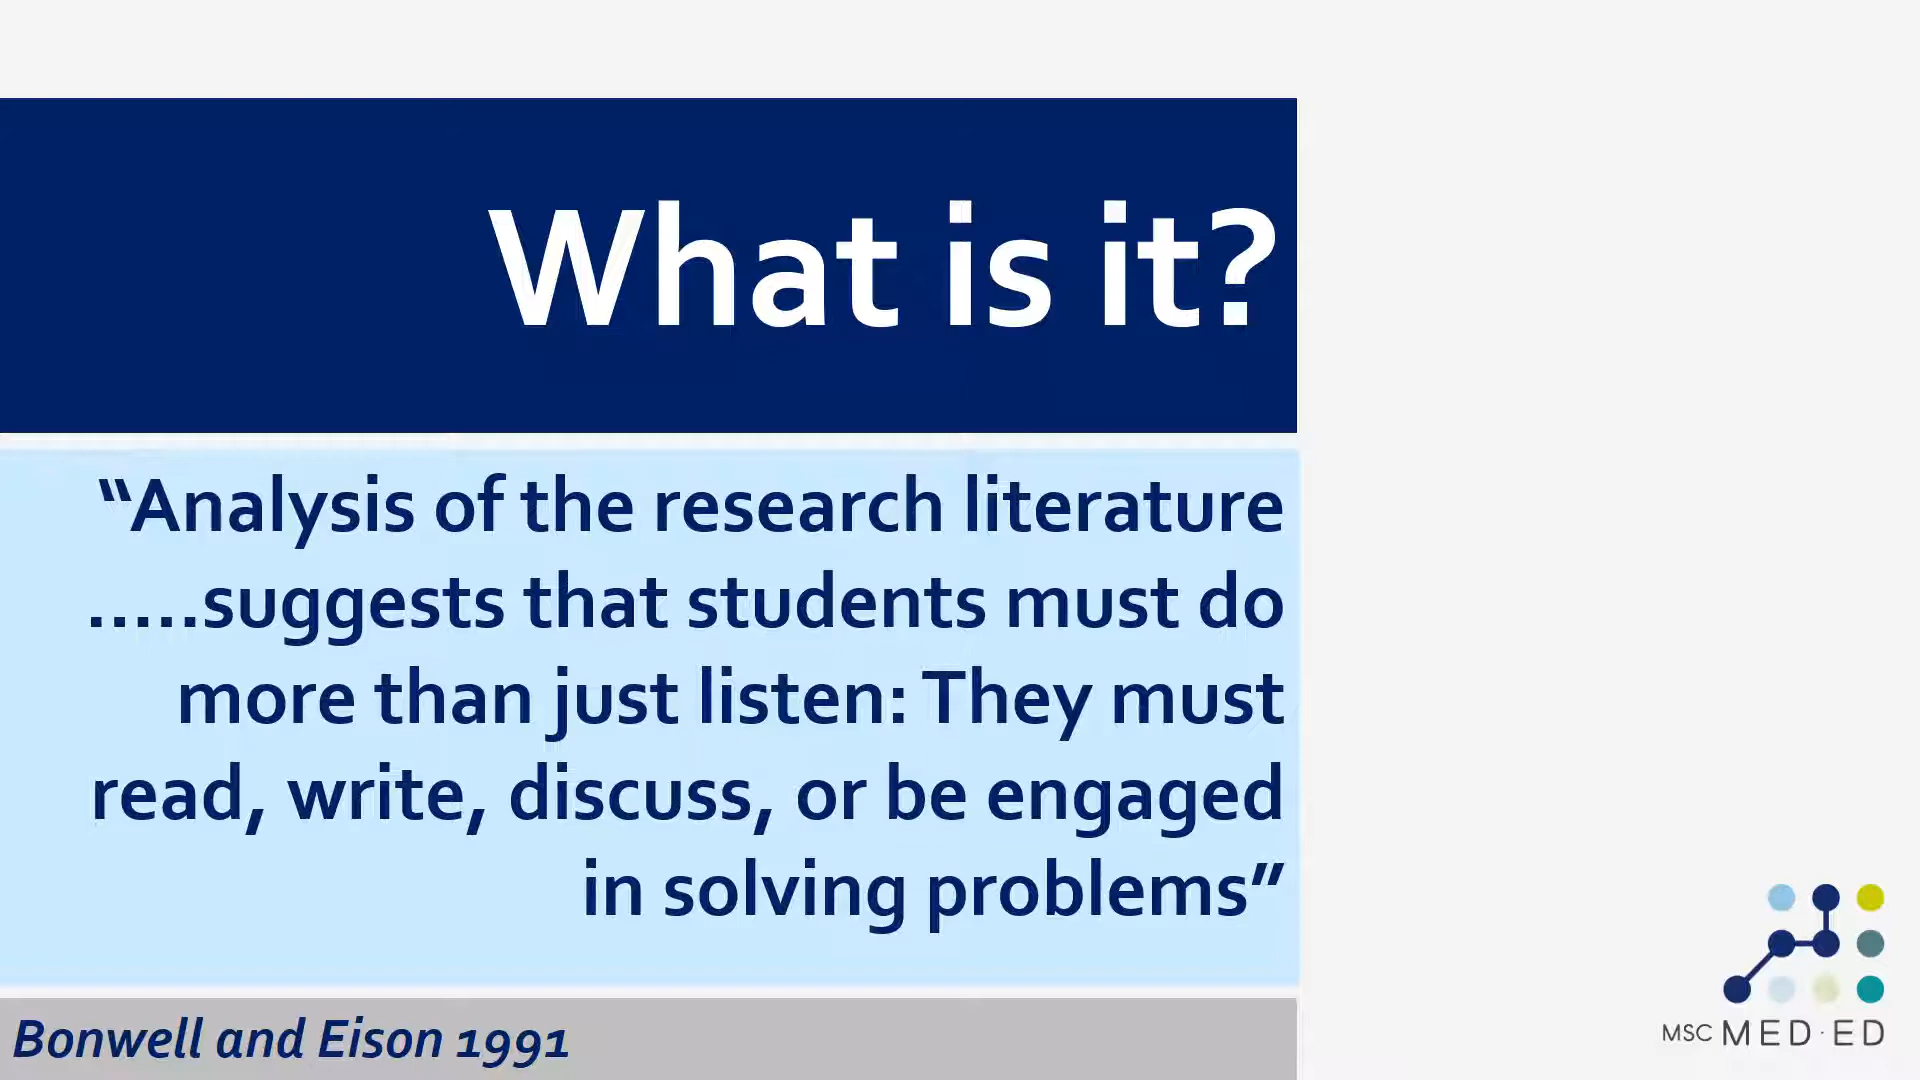 What is it?
“Analysis of the research literature
.....suggests that students must do
more than just listen: They must
read, write, discuss, or be engaged
in solving problems”
Bonwell and Eison 1991
MSC MED·ED